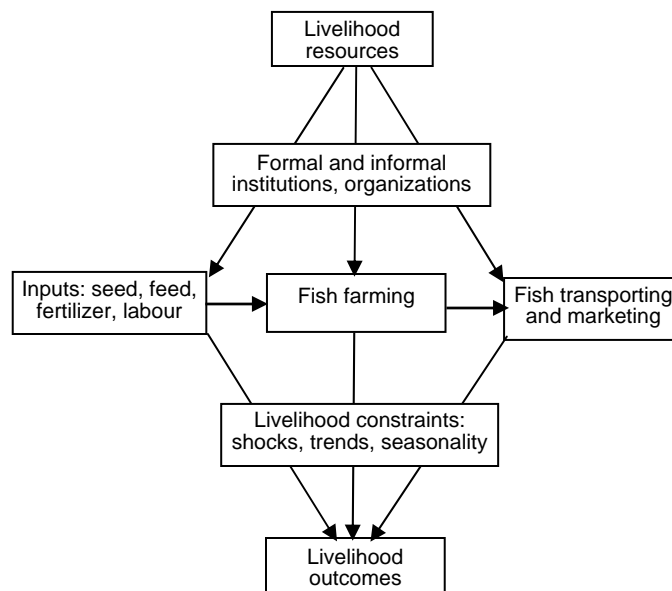 Livelihood
resources
Formal and informal
institutions, organizations
Inputs: seed, feed,
fertilizer, labour
Fish farming
Fish transporting
and marketing
Livelihood constraints:
shocks, trends, seasonality
Livelihood
outcomes